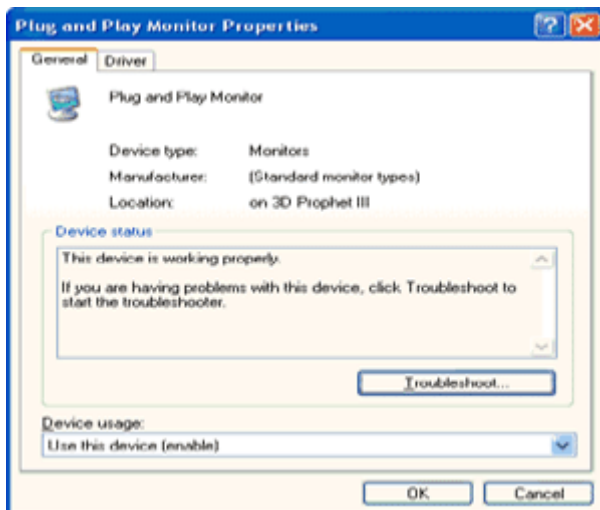 Plug and Play Monitor Properties
General Driver
Plug and Play Monitor
Device type: Monitors
Manufacturer: (Standard monitor types)
Location: on 3D Prophet III
Device status
This device is working properly.
If you are having problems with this device, click Troubleshoot to
start the troubleshooter.
Troubleshoot...
Device usage:
Use this device (enable)
OK Cancel